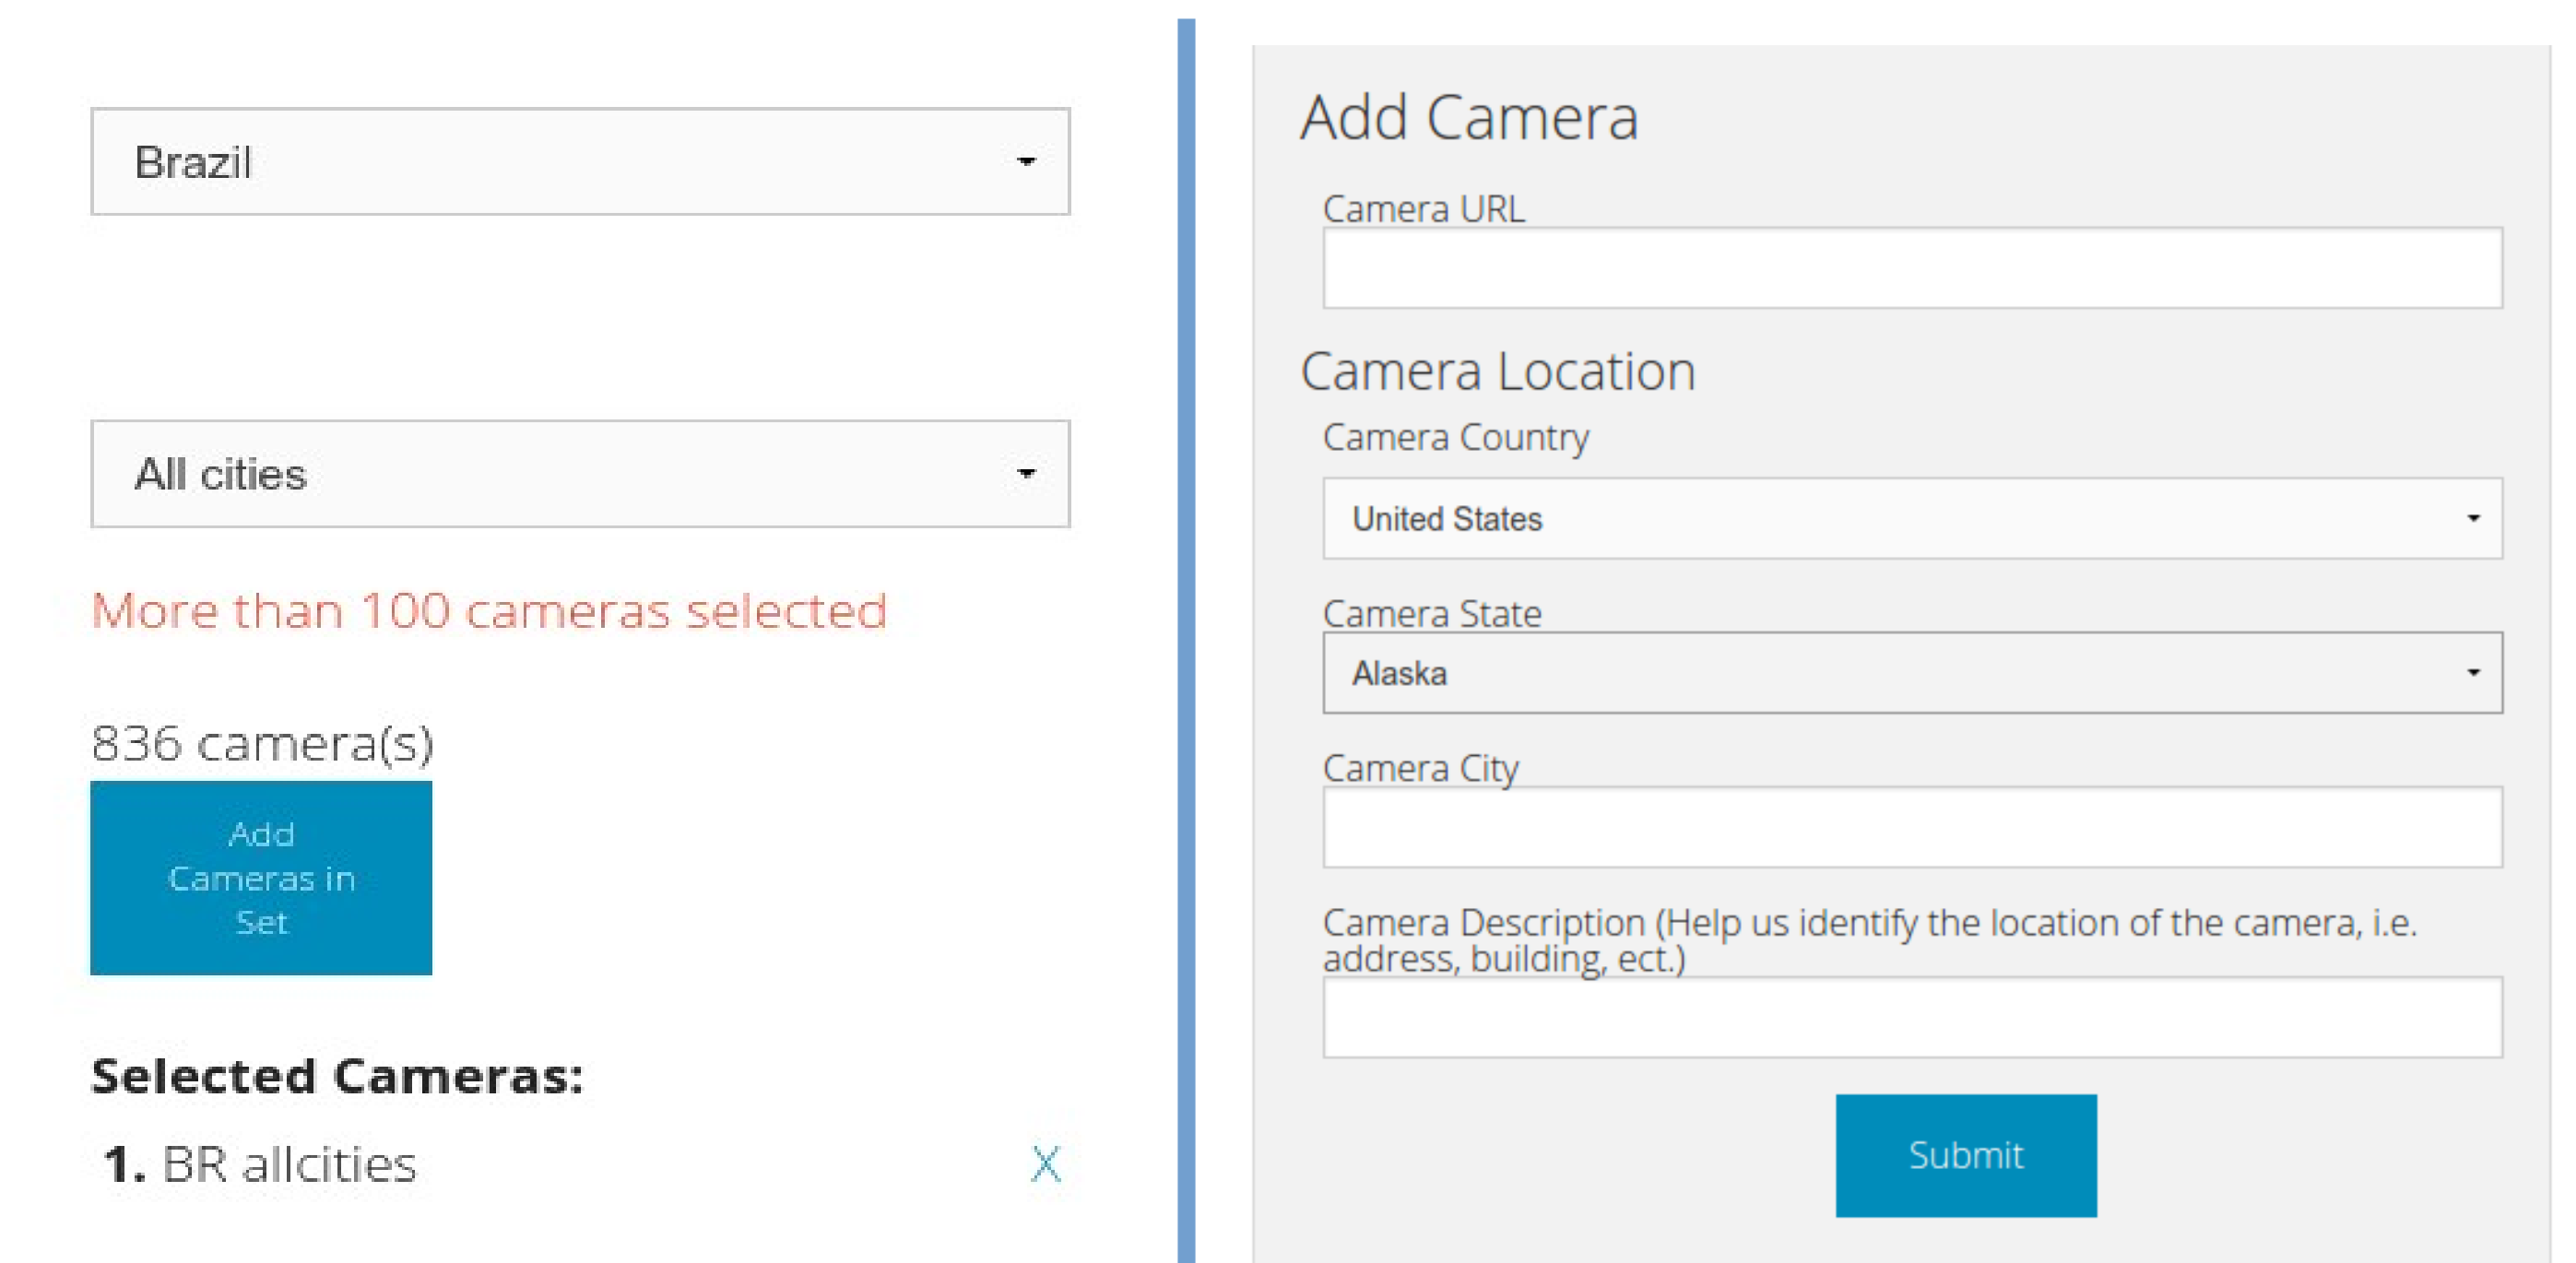 Brazil
All cities
More than 100 cameras selected
836 camera(s)
Add
Cameras in
Set
Selected Cameras:
1. BR allcities
X
Add Camera
Camera URL
Camera Location
Camera Country
United States
Camera State
Alaska
Camera City
Camera Description (Help us identify the location of the camera, i.e.
address, building, ect.)
Submit